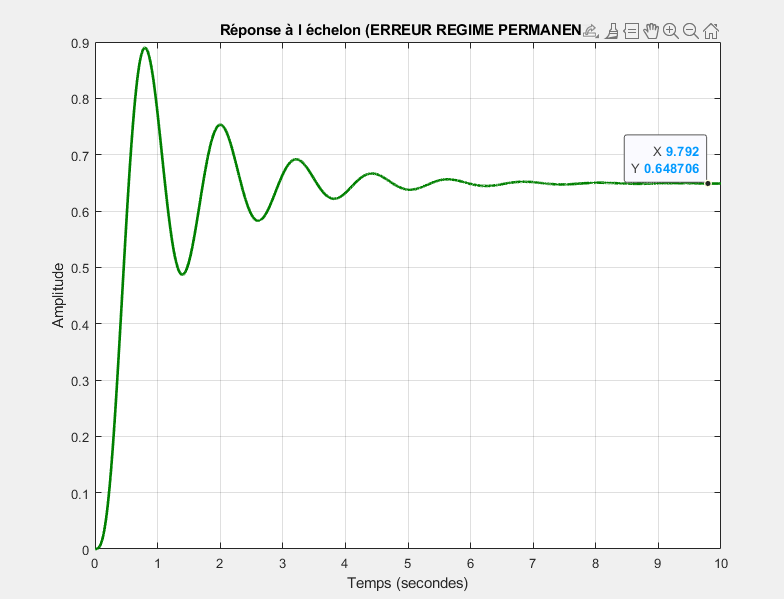 Réponse à l échelon (ERREUR REGIME PERMANEN
0.9
0.8
0.7
0.6
0.5
0.4
0.3
0.2
0.1
0
Amplitude
X 9.792
Y 0.648706
0 1 2 3 4 5 6 7 8 9 10
Temps (secondes)